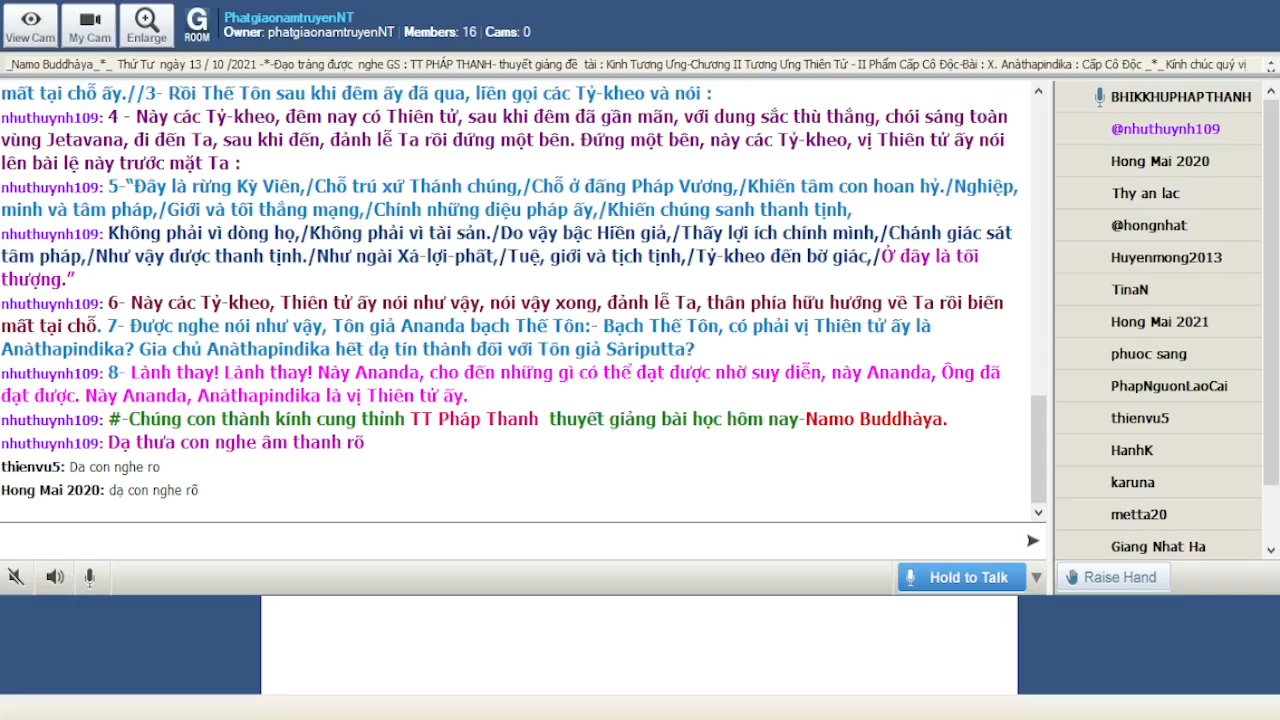 View Cam
My Cam
Enlarge
G
ROOM
PhatgiaonamtruyenNT
Owner: phatgiaonamtruyenNT | Members: 16 | Cams: 0
_Namo Buddhàya_*_ Thứ Tư ngày 13 / 10 /2021 -*-Đạo tràng được nghe GS : TT PHÁP THANH- thuyết giảng đề tài : Kinh Tương Ưng-Chương II Tương Ưng Thiên Tử - II Phẩm Cấp Cô Độc-Bài : X. Anàthapindika : Cấp Cô Độc _*_ Kính chúc quý vị
mất tại chỗ ấy.//3- Rồi Thế Tôn sau khi đêm ấy đã qua, liền gọi các Tỷ-kheo và nói :
nhuthuynh109: 4 - Này các Tỷ-kheo, đêm nay có Thiên tử, sau khi đêm đã gần mãn, với dung sắc thù thắng, chói sáng toàn
vùng Jetavana, đi đến Ta, sau khi đến, đảnh lễ Ta rồi đứng một bên. Đứng một bên, này các Tỷ-kheo, vị Thiên tử ấy nói
lên bài lệ này trước mặt Ta :
nhuthuynh109: 5-“Đây là rừng Kỳ Viên,/Chỗ trú xứ Thánh chúng,/Chỗ ở đấng Pháp Vương,/Khiến tâm con hoan hỷ./Nghiệp,
minh và tâm pháp,/Giới và tối thắng mạng,/Chính những diệu pháp ấy,/Khiến chúng sanh thanh tịnh,
nhuthuynh109: Không phải vì dòng họ,/Không phải vì tài sản./Do vậy bậc Hiền giả,/Thấy lợi ích chính mình,/Chánh giác sát
tâm pháp,/Như vậy được thanh tịnh./Như ngài Xá-lợi-phất,/Tuệ, giới và tịch tịnh,/Tỷ-kheo đến bờ giác,/Ở đây là tối
thượng.”
nhuthuynh109: 6- Này các Tỷ-kheo, Thiên tử ấy nói như vậy, nói vậy xong, đảnh lễ Ta, thân phía hữu hướng về Ta rồi biến
mất tại chỗ. 7- Được nghe nói như vậy, Tôn giả Ananda bạch Thế Tôn:- Bạch Thế Tôn, có phải vị Thiên tử ấy là
Anàthapindika? Gia chủ Anàthapindika hết dạ tín thành đối với Tôn giả Sàriputta?
nhuthuynh109: 8- Lành thay! Lành thay! Này Ananda, cho đến những gì có thể đạt được nhờ suy diễn, này Ananda, Ông đã
đạt được. Này Ananda, Anàthapindika là vị Thiên tử ấy.
nhuthuynh109: #-Chúng con thành kính cung thỉnh TT Pháp Thanh thuyết giảng bài học hôm nay-Namo Buddhàya.
nhuthuynh109: Dạ thưa con nghe âm thanh rõ
thienvu5: Da con nghe ro
Hong Mai 2020: dạ con nghe rõ
BHIKKHUPHAPTHANH
@nhuthuynh109
Hong Mai 2020
Thy an lac
@hongnhat
Huyenmong2013
TinaN
Hong Mai 2021
phuoc sang
PhapNguonLaoCai
thienvu5
HanhK
karuna
metta20
Giang Nhat Ha
Hold to Talk
Raise Hand